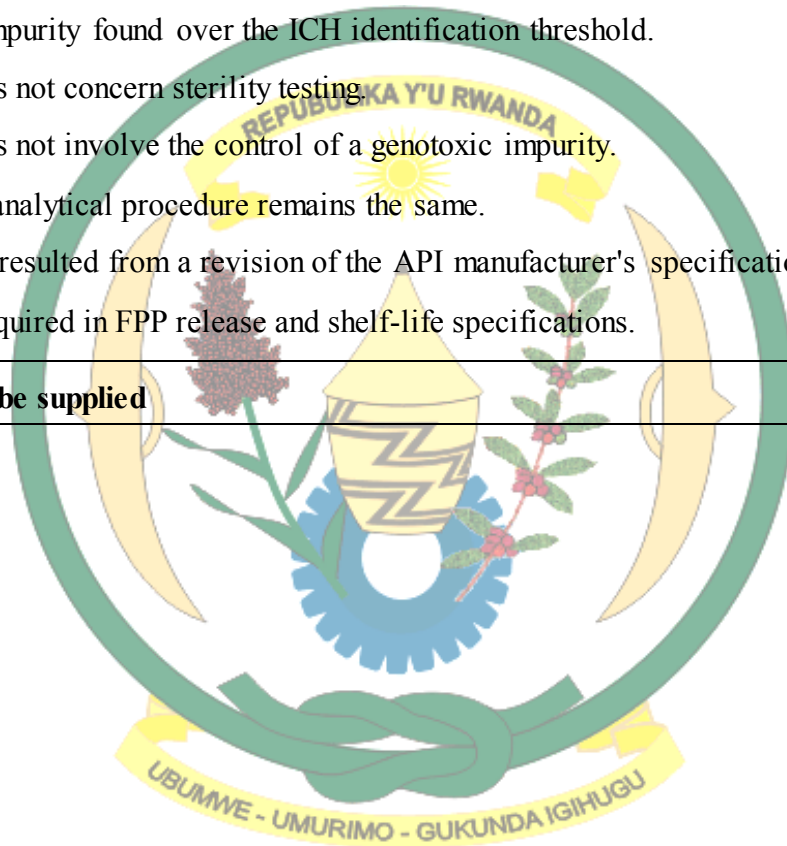 npurity found over the ICH identification threshold.
s not concern sterility testing.
REPUBULIKA Y'U RWANDA
s not involve the control of a genotoxic impurity.
analytical procedure remains the same.
resulted from a revision of the API manufacturer's specificatio
quired in FPP release and shelf-life specifications.
be supplied
UBUMWE - UMURIMO - GUKUNDA IGIHUGU